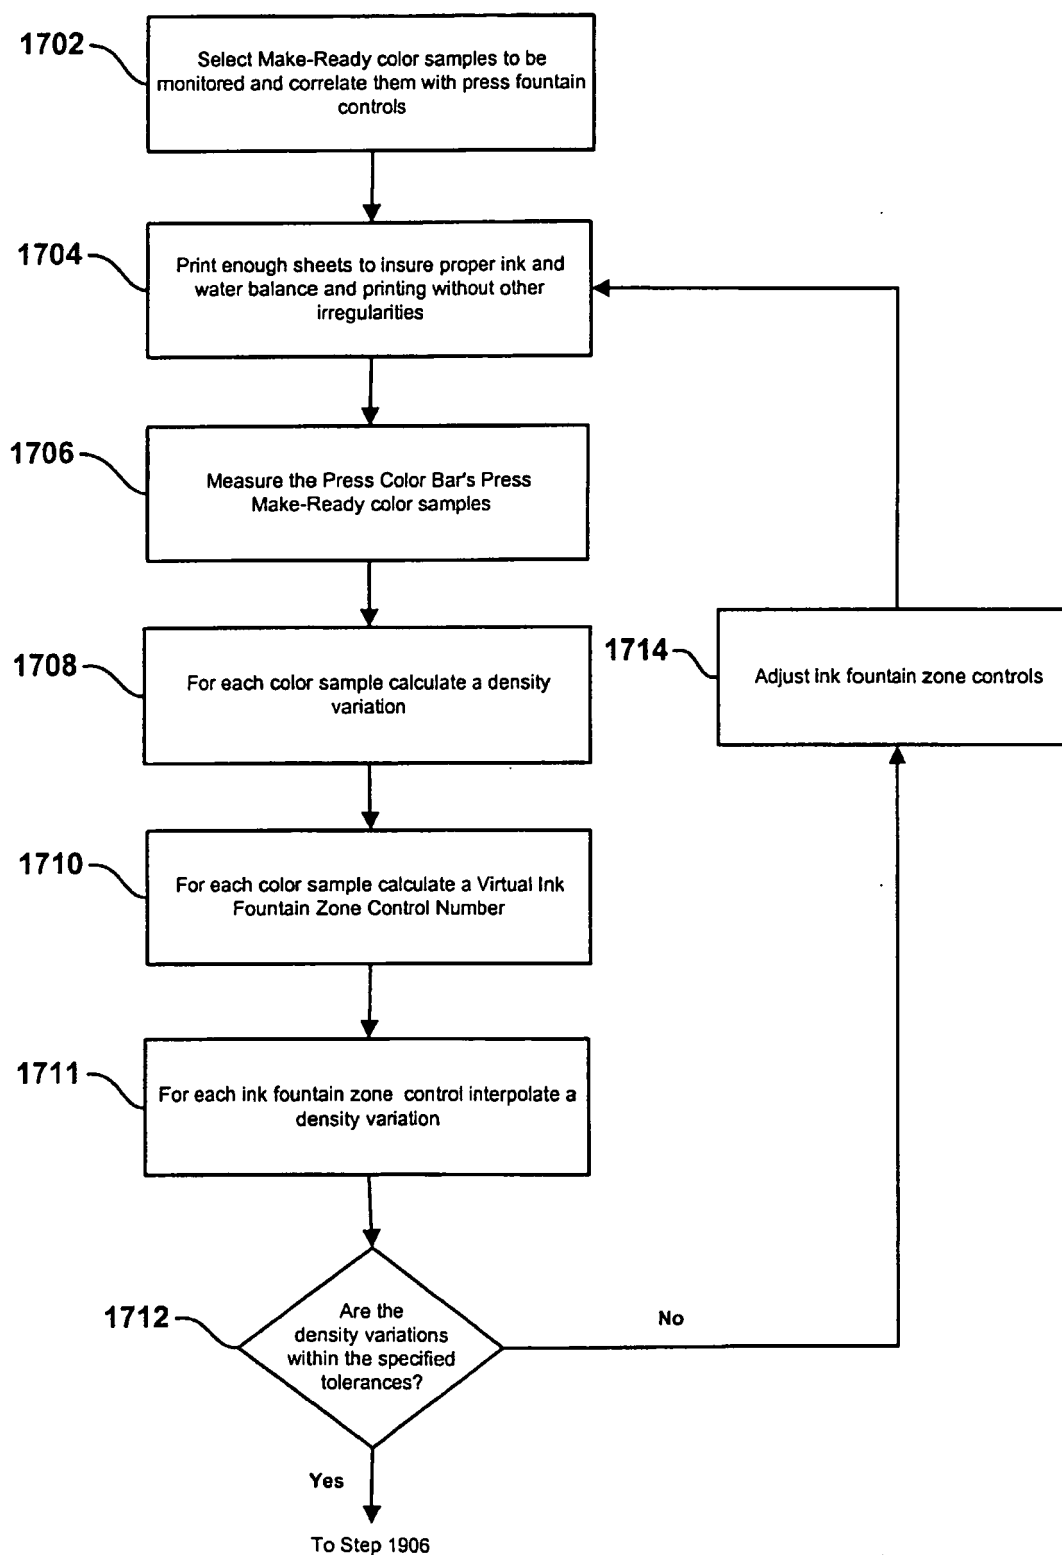 1702
Select Make-Ready color samples to be
monitored and correlate them with press fountain
controls
1704
Print enough sheets to insure proper ink and
water balance and printing without other
irregularities
1706
Measure the Press Color Bar's Press
Make-Ready color samples
1708
For each color sample calculate a density
variation
1714
Adjust ink fountain zone controls
1710
For each color sample calculate a Virtual Ink
Fountain Zone Control Number
1711
For each ink fountain zone control interpolate a
density variation
1712
Are the
density variations
within the specified
tolerances?
No
Yes
To Step 1906